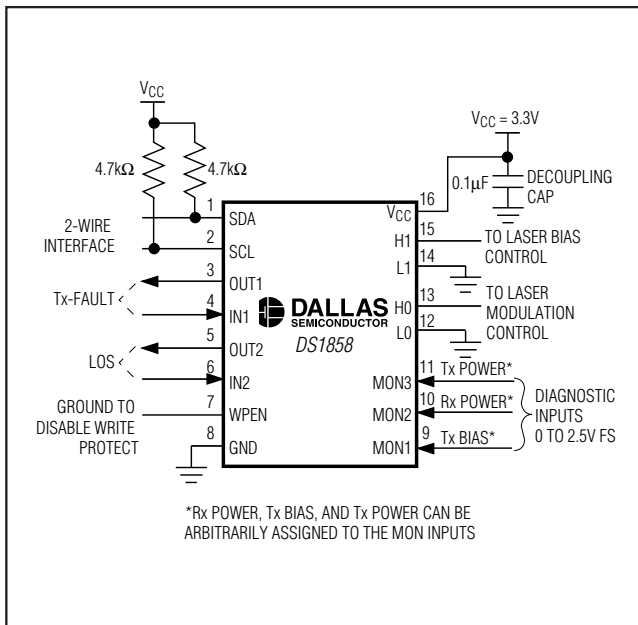 VCC
VCC = 3.3V
4.7kΩ
4.7kΩ
0.1µF
DECOUPLING
CAP
2-WIRE
INTERFACE
1
SDA
2
SCL
3
OUT1
Tx-FAULT
4
IN1
5
OUT2
LOS
6
IN2
GROUND TO
DISABLE WRITE
PROTECT
7
WPEN
8
GND
DALLAS
SEMICONDUCTOR
DS1858
16
VCC
15
H1
TO LASER BIAS
CONTROL
14
L1
13
H0
TO LASER
MODULATION
CONTROL
12
L0
11
MON3
Tx POWER*
10
MON2
Rx POWER*
9
MON1
Tx BIAS*
DIAGNOSTIC
INPUTS
0 TO 2.5V FS
*Rx POWER, Tx BIAS, AND Tx POWER CAN BE
ARBITRARILY ASSIGNED TO THE MON INPUTS